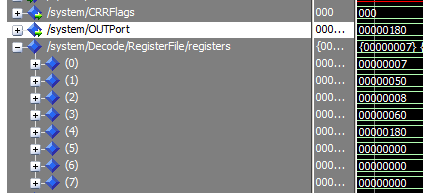 /system/CRRFlags 000 000
/system/OUTPort 000... 00000180
/system/Decode/RegisterFile/registers {00... {00000007} {
(0) 000... 00000007
(1) 000... 00000050
(2) 000... 00000008
(3) 000... 00000060
(4) 000... 00000180
(5) 000... 00000000
(6) 000... 00000000
(7) 000... 00000000